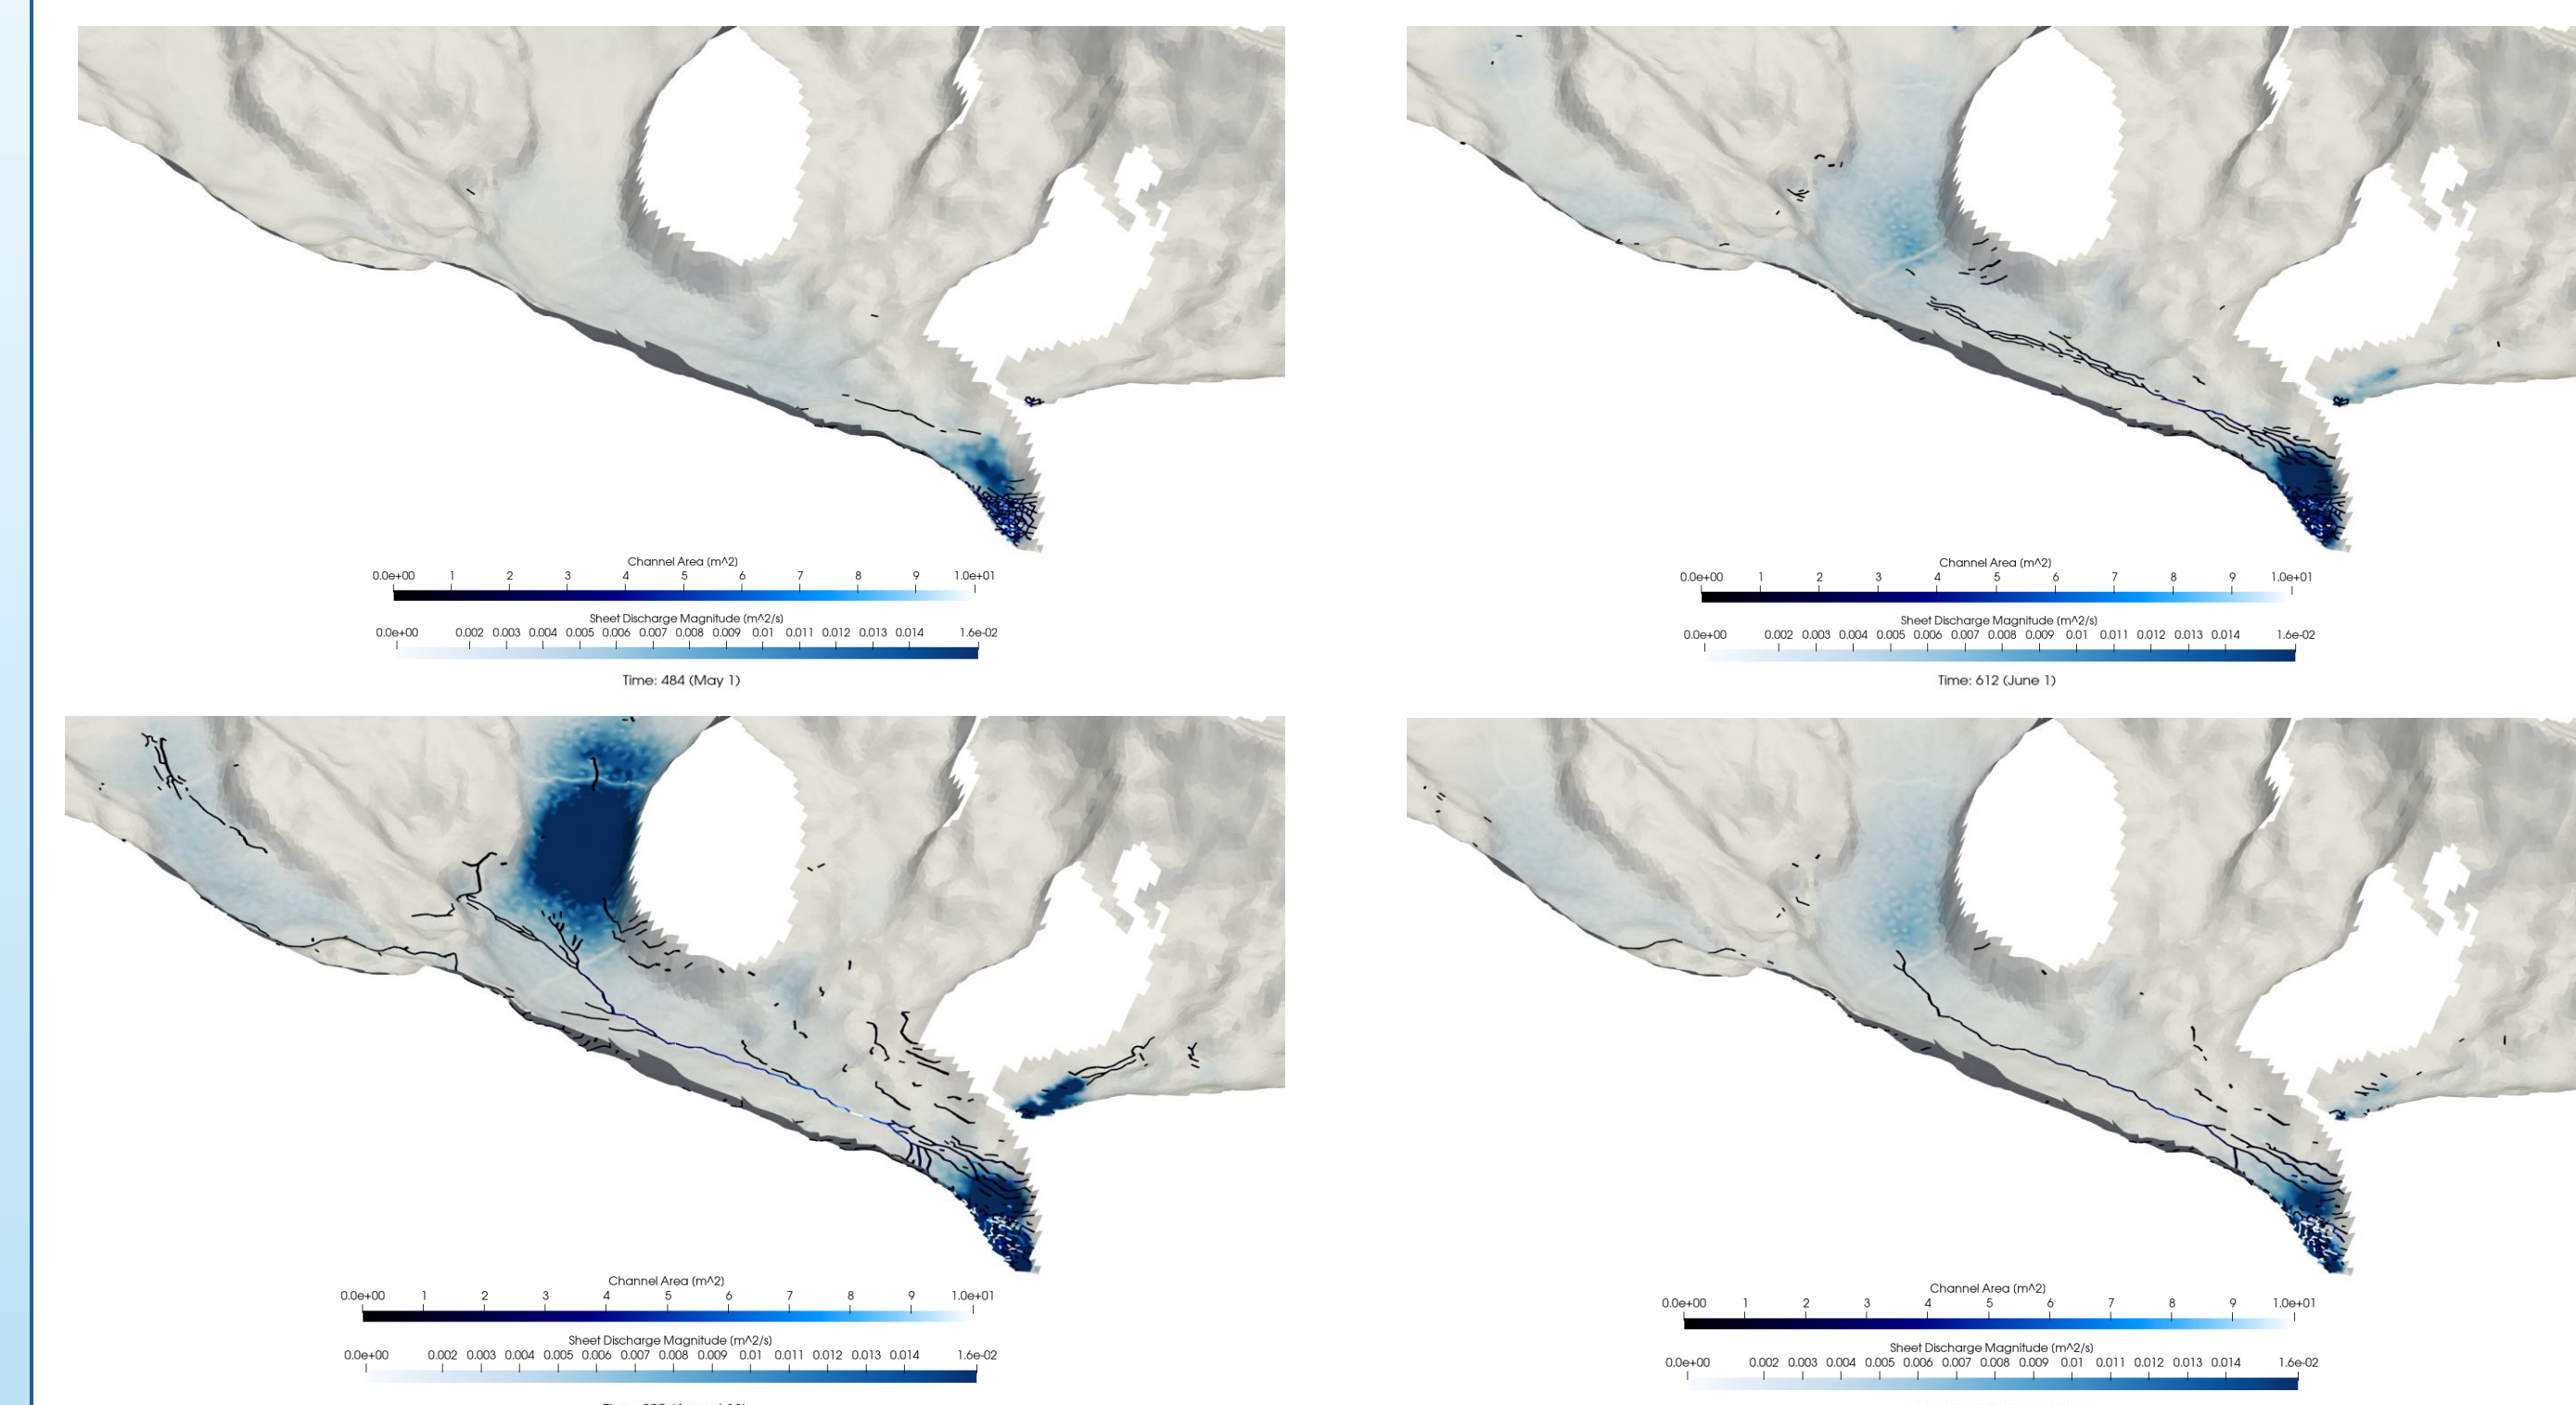 Channel Area (m^2)
0.0e+00 1 2 3 4 5 6 7 8 9 1.0e+01
Sheet Discharge Magnitude (m^2/s)
0.0e+00 0.002 0.003 0.004 0.005 0.006 0.007 0.008 0.009 0.01 0.011 0.012 0.013 0.014 1.6e-02
Time: 484 (May 1)
Channel Area (m^2)
0.0e+00 1 2 3 4 5 6 7 8 9 1.0e+01
Sheet Discharge Magnitude (m^2/s)
0.0e+00 0.002 0.003 0.004 0.005 0.006 0.007 0.008 0.009 0.01 0.011 0.012 0.013 0.014 1.6e-02
Time: 612 (June 1)
Channel Area (m^2)
0.0e+00 1 2 3 4 5 6 7 8 9 1.0e+01
Sheet Discharge Magnitude (m^2/s)
0.0e+00 0.002 0.003 0.004 0.005 0.006 0.007 0.008 0.009 0.01 0.011 0.012 0.013 0.014 1.6e-02
Channel Area (m^2)
0.0e+00 1 2 3 4 5 6 7 8 9 1.0e+01
Sheet Discharge Magnitude (m^2/s)
0.0e+00 0.002 0.003 0.004 0.005 0.006 0.007 0.008 0.009 0.01 0.011 0.012 0.013 0.014 1.6e-02